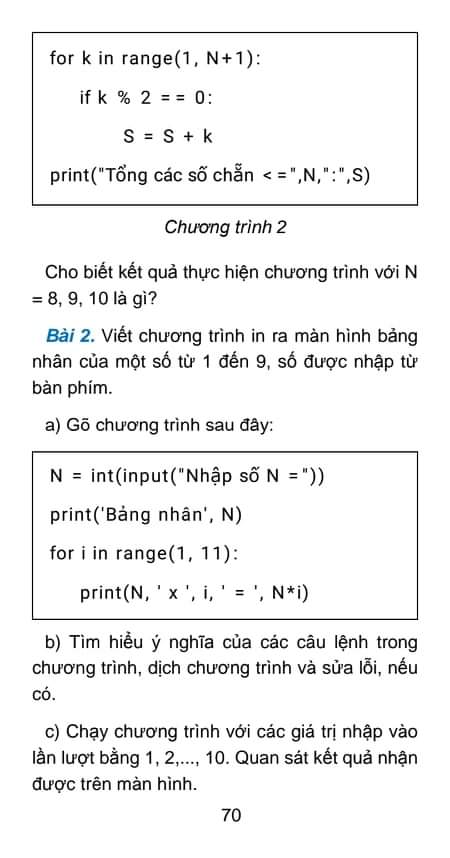 for k in range(1, N+1):
if k % 2 = = 0:
S = S + k
print("Tổng các số chẵn < =",N,":",S)
Chương trình 2
Cho biết kết quả thực hiện chương trình với N
= 8, 9, 10 là gì?
Bài 2. Viết chương trình in ra màn hình bảng
nhân của một số từ 1 đến 9, số được nhập từ
bàn phím.
a) Gõ chương trình sau đây:
N = int(input("Nhập số N ="))
print('Bảng nhân', N)
for i in range(1, 11):
print(N, ' x ', i, ' = ', N*i)
b) Tìm hiểu ý nghĩa của các câu lệnh trong
chương trình, dịch chương trình và sửa lỗi, nếu
có.
c) Chạy chương trình với các giá trị nhập vào
lần lượt bằng 1, 2,..., 10. Quan sát kết quả nhận
được trên màn hình.
70